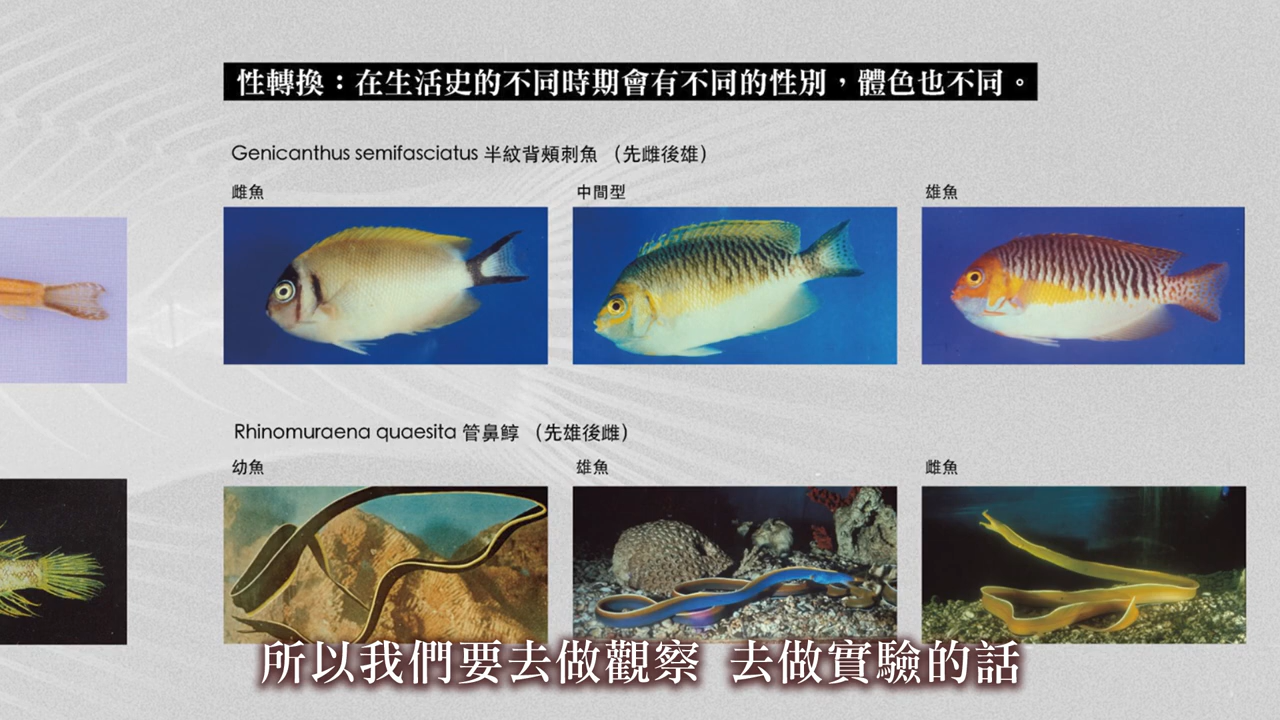 性轉換：在生活史的不同時期會有不同的性別，體色也不同。
Genicanthus semifasciatus 半紋背頰刺魚 （先雌後雄）
雌魚
中間型
雄魚
Rhinomuraena quaesita 管鼻鯙 （先雄後雌）
幼魚
雄魚
雌魚
所以我們要去做觀察 去做實驗的話